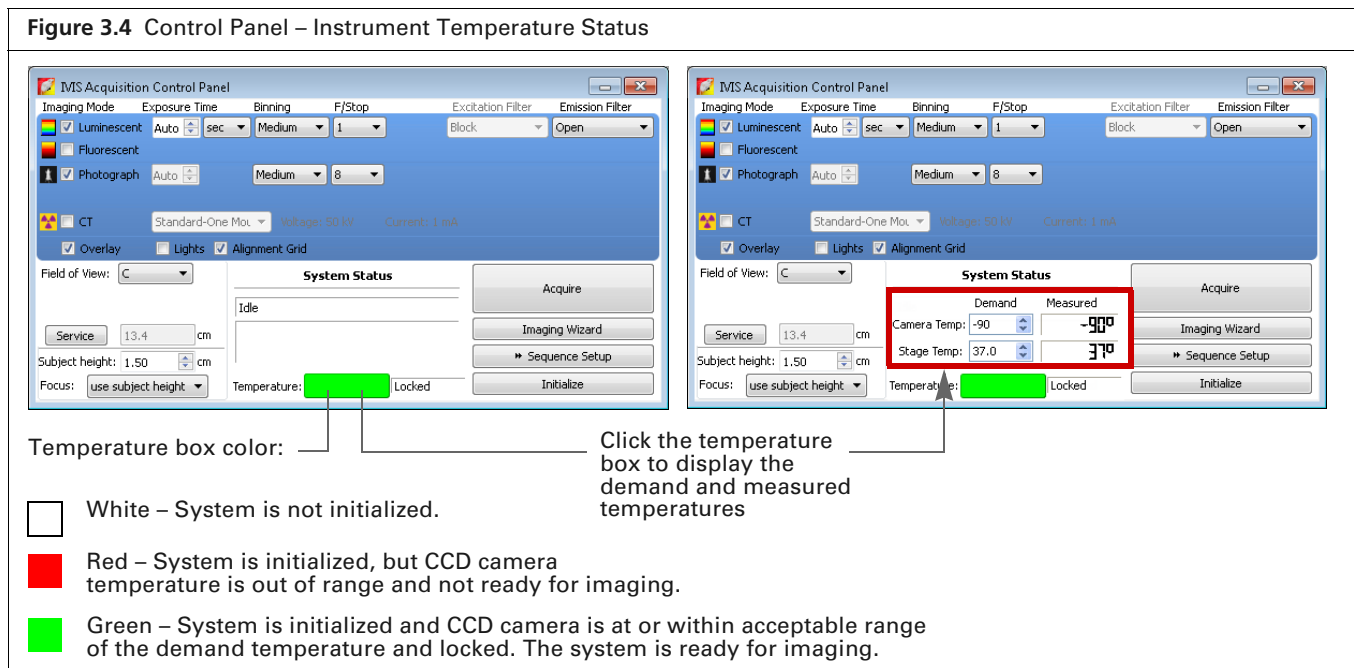 Figure 3.4 Control Panel – Instrument Temperature Status
IVIS Acquisition Control Panel
Imaging Mode Exposure Time Binning F/Stop Excitation Filter Emission Filter
Luminescent Auto sec Medium 1 Block Open
Fluorescent
Photograph Auto Medium 8
CT Standard-One Mou Voltage: 50 kV Current: 1 mA
Overlay Lights Alignment Grid
Field of View: C System Status Acquire
Idle
Service 13.4 cm Imaging Wizard
Subject height: 1.50 cm Sequence Setup
Focus: use subject height Temperature: Locked Initialize
IVIS Acquisition Control Panel
Imaging Mode Exposure Time Binning F/Stop Excitation Filter Emission Filter
Luminescent Auto sec Medium 1 Block Open
Fluorescent
Photograph Auto Medium 8
CT Standard-One Mou Voltage: 50 kV Current: 1 mA
Overlay Lights Alignment Grid
Field of View: C System Status Acquire
Demand Measured
Camera Temp: -90 -90º Imaging Wizard
Service 13.4 cm
Stage Temp: 37.0 37º Sequence Setup
Subject height: 1.50 cm
Focus: use subject height Temperature: Locked Initialize
Temperature box color:
Click the temperature
box to display the
demand and measured
temperatures
White – System is not initialized.
Red – System is initialized, but CCD camera
temperature is out of range and not ready for imaging.
Green – System is initialized and CCD camera is at or within acceptable range
of the demand temperature and locked. The system is ready for imaging.